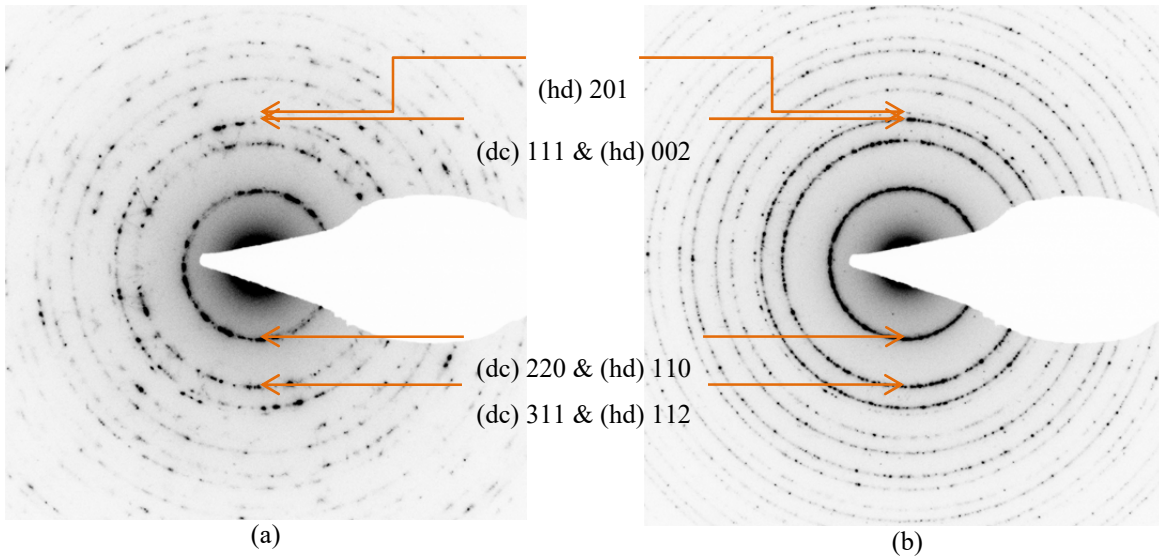 (hd) 201
(dc) 111 & (hd) 002
(dc) 220 & (hd) 110
(dc) 311 & (hd) 112
(a)
(b)